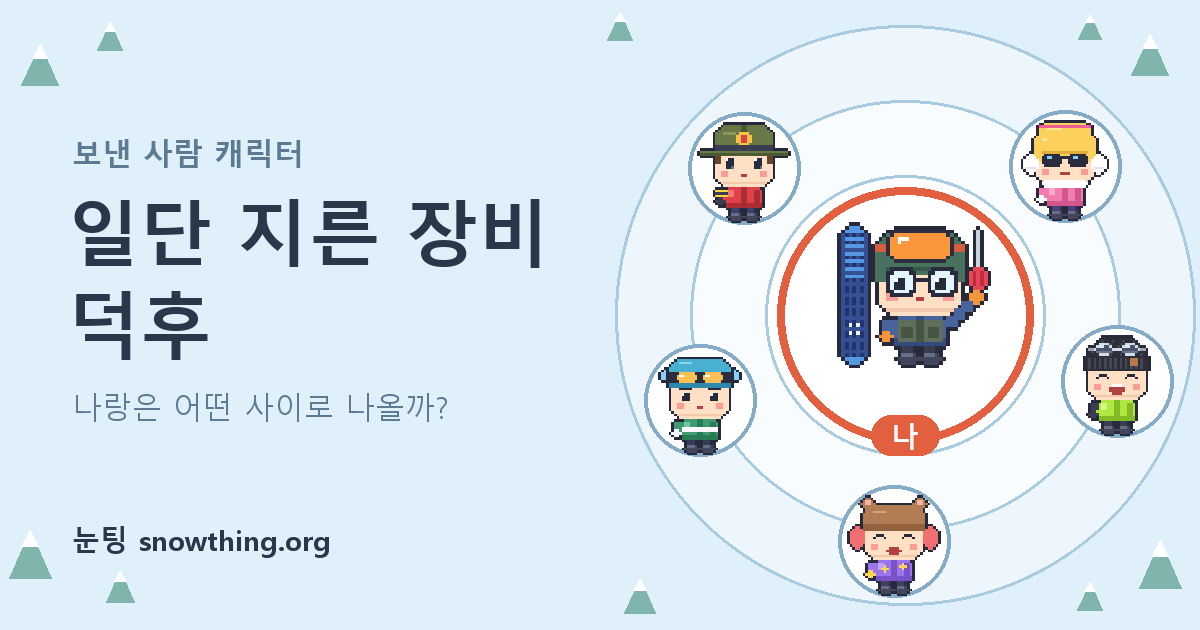 보낸 사람 캐릭터
일단 지른 장비
덕후
나랑은 어떤 사이로 나올까?
나
눈팅 snowthing.org